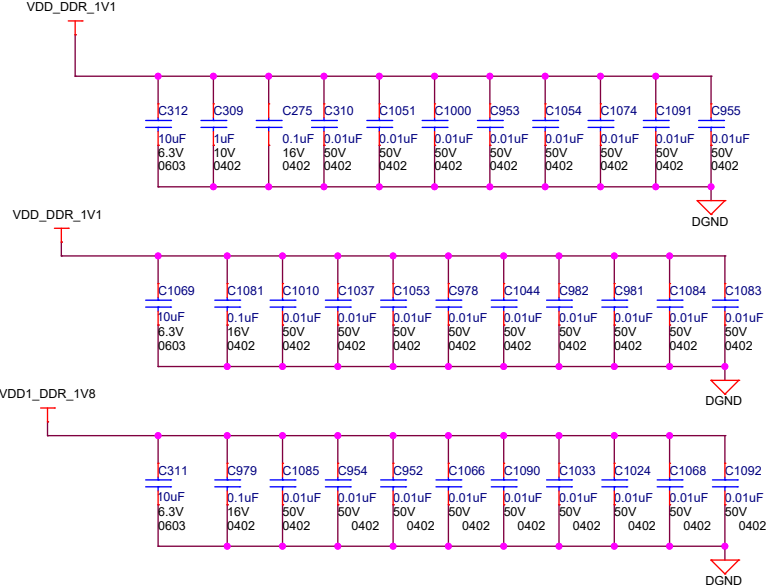 VDD_DDR_1V1
C312 C309 C275 C310 C1051 C1000 C953 C1054 C1074 C1091 C955
10uF 1uF 0.1uF 0.01uF 0.01uF 0.01uF 0.01uF 0.01uF 0.01uF 0.01uF 0.01uF
6.3V 10V 16V 50V 50V 50V 50V 50V 50V 50V 50V
0603 0402 0402 0402 0402 0402 0402 0402 0402 0402 0402
DGND
VDD_DDR_1V1
C1069 C1081 C1010 C1037 C1053 C978 C1044 C982 C981 C1084 C1083
10uF 0.1uF 0.01uF 0.01uF 0.01uF 0.01uF 0.01uF 0.01uF 0.01uF 0.01uF 0.01uF
6.3V 16V 50V 50V 50V 50V 50V 50V 50V 50V 50V
0603 0402 0402 0402 0402 0402 0402 0402 0402 0402 0402
DGND
VDD1_DDR_1V8
C311 C979 C1085 C954 C952 C1066 C1090 C1033 C1024 C1068 C1092
10uF 0.1uF 0.01uF 0.01uF 0.01uF 0.01uF 0.01uF 0.01uF 0.01uF 0.01uF 0.01uF
6.3V 16V 50V 50V 50V 50V 50V 50V 50V 50V 50V
0603 0402 0402 0402 0402 0402 0402 0402 0402 0402 0402
DGND